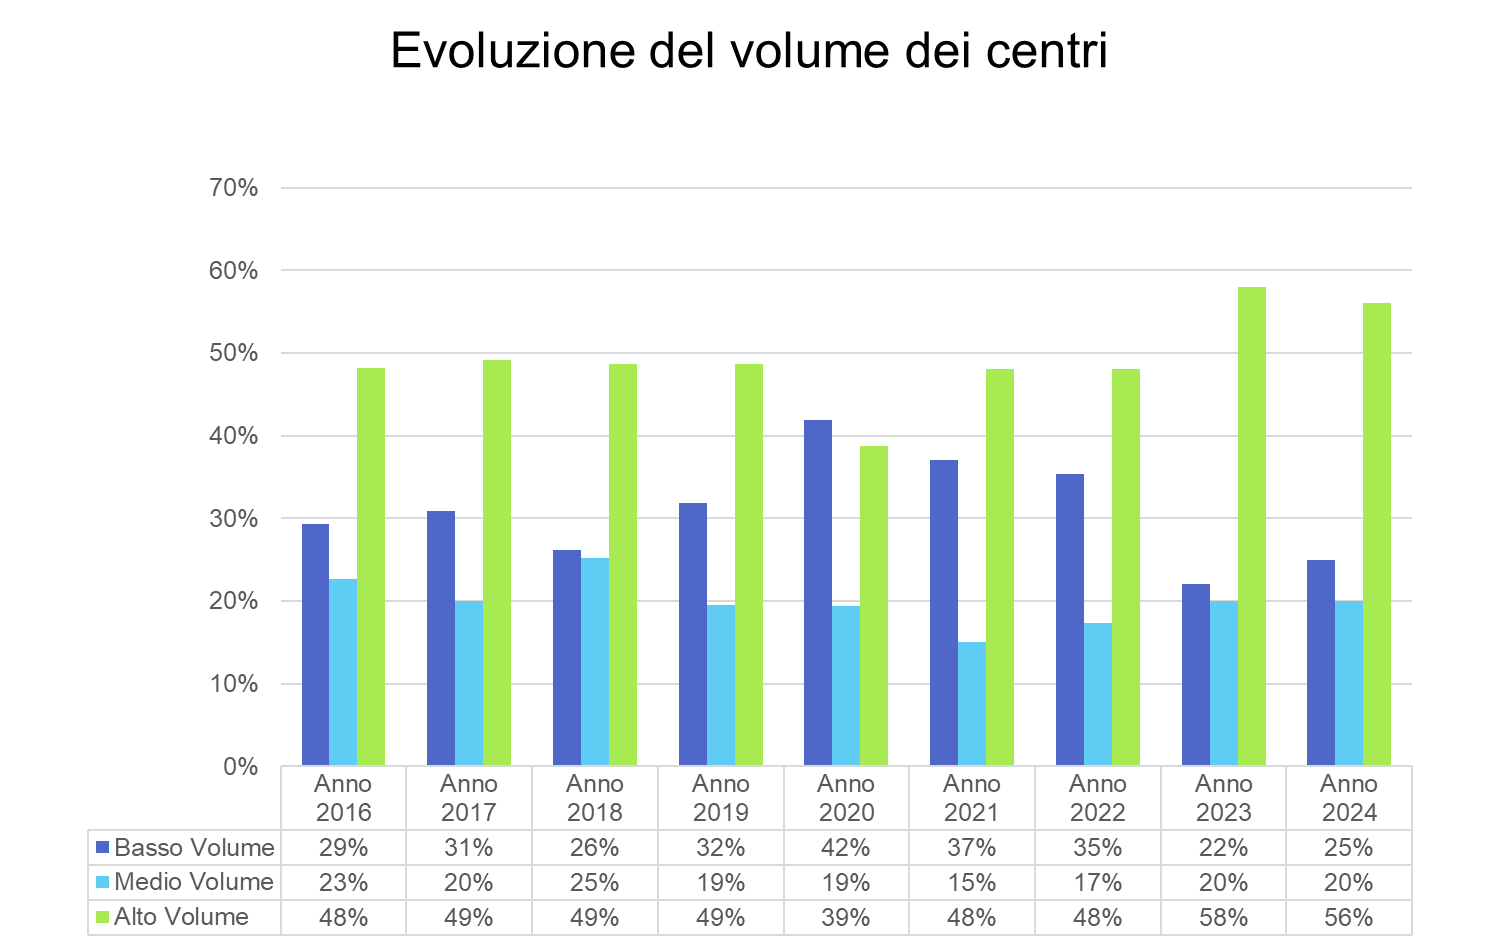 Evoluzione del volume dei centri
70%
60%
50%
40%
30%
20%
10%
0%
Anno 2016 Anno 2017 Anno 2018 Anno 2019 Anno 2020 Anno 2021 Anno 2022 Anno 2023 Anno 2024
Basso Volume 29% 31% 26% 32% 42% 37% 35% 22% 25%
Medio Volume 23% 20% 25% 19% 19% 15% 17% 20% 20%
Alto Volume 48% 49% 49% 49% 39% 48% 48% 58% 56%